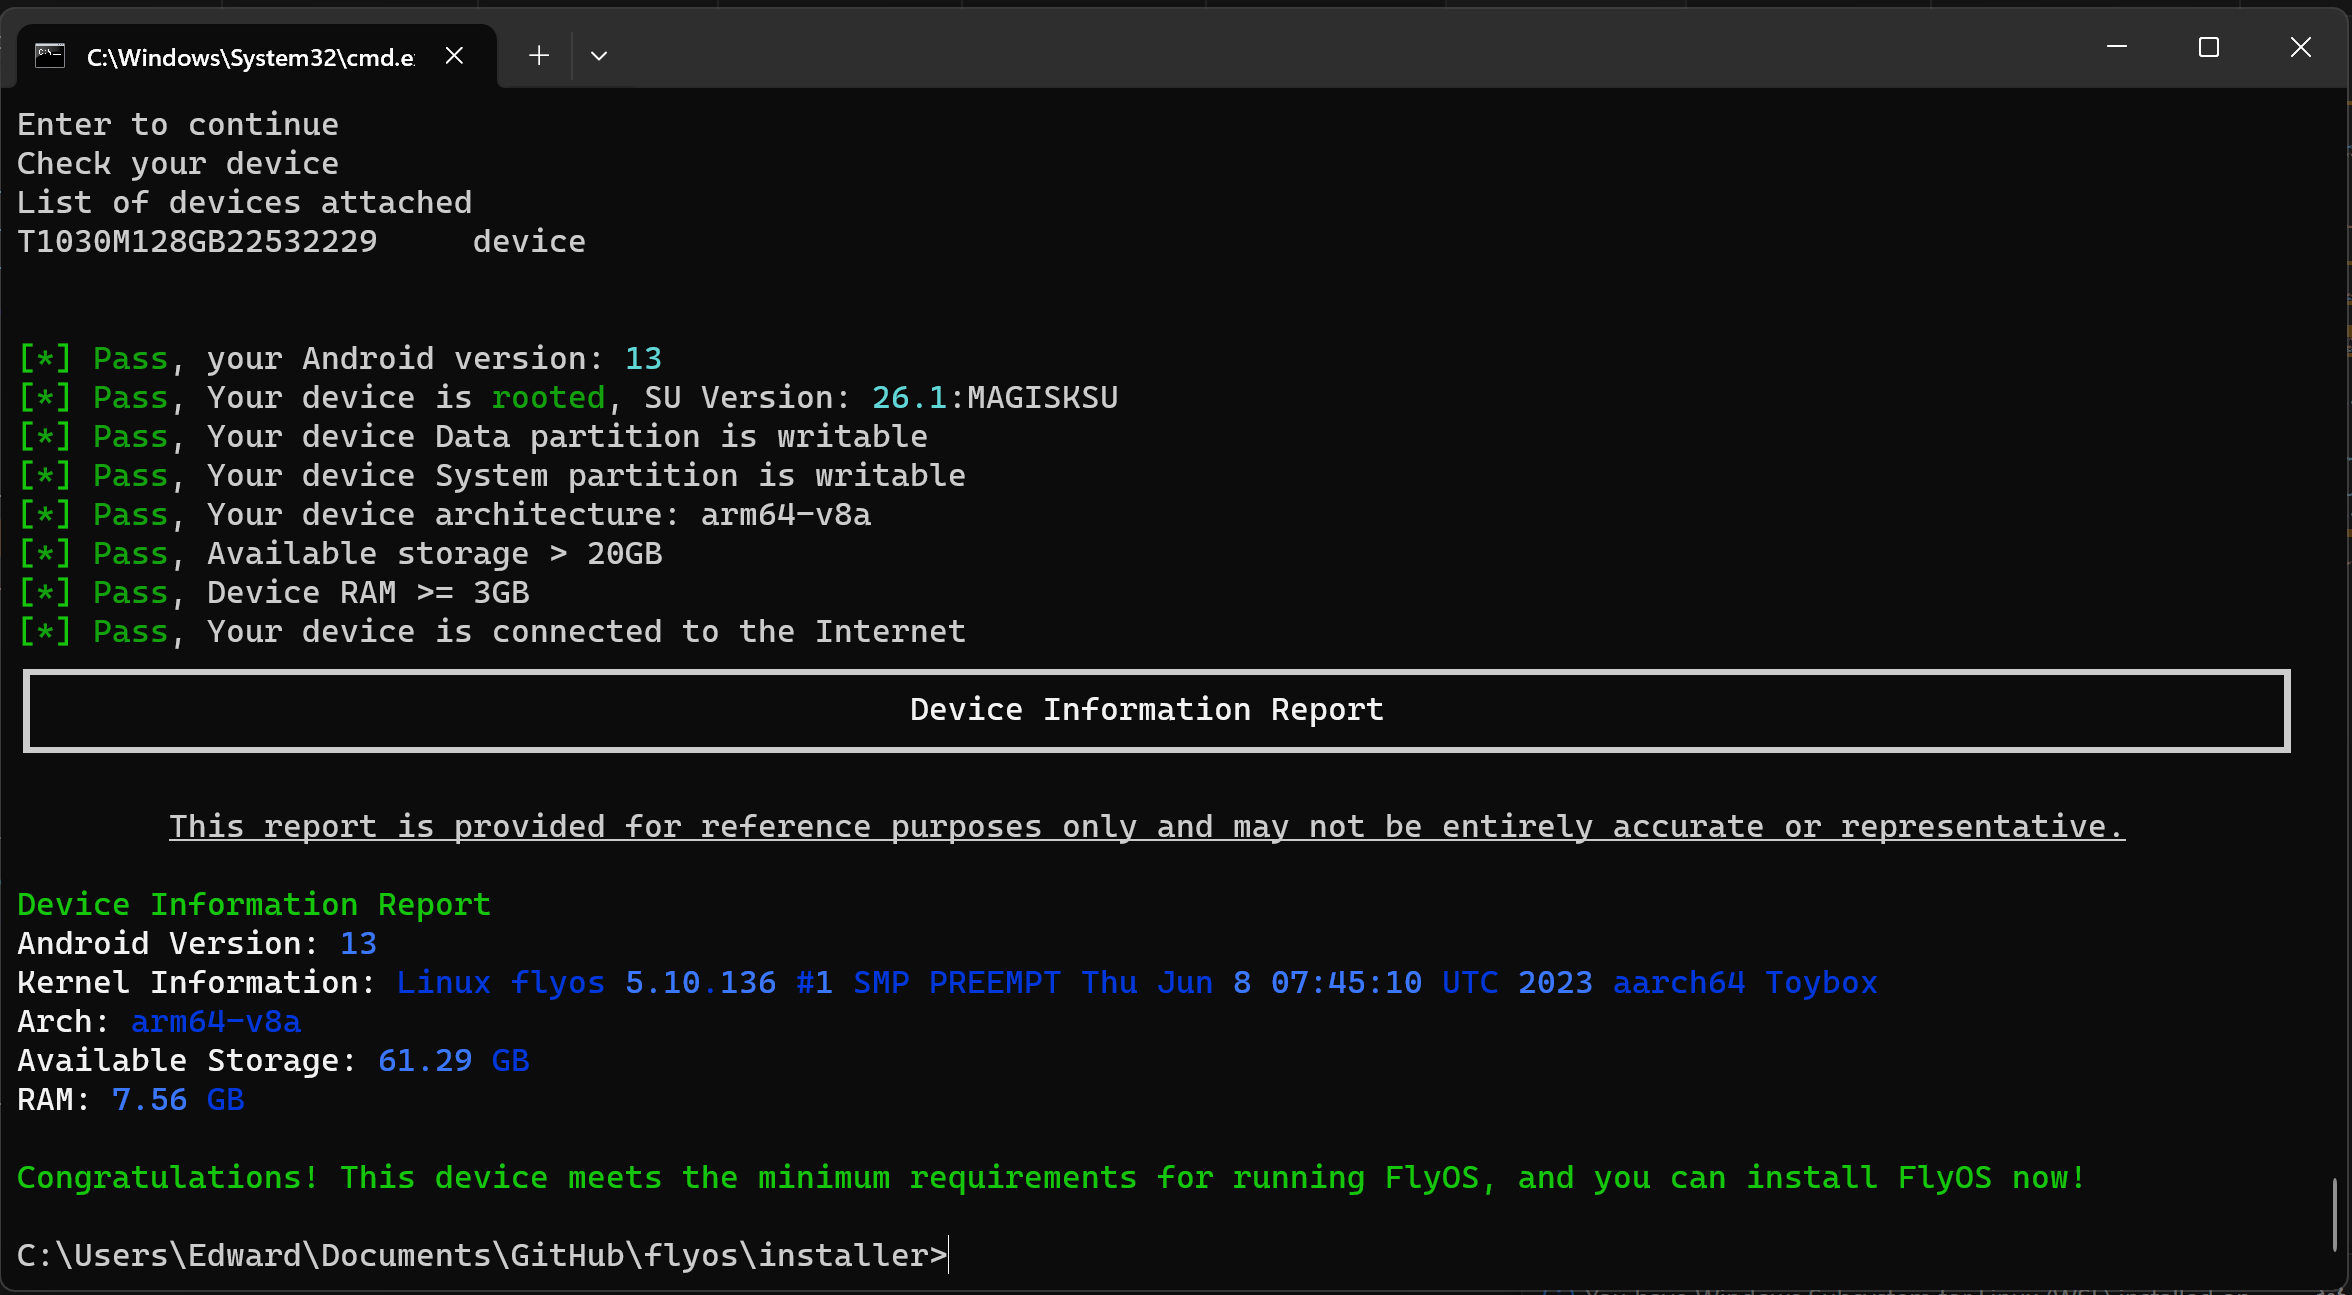 C:\Windows\System32\cmd.e
Enter to continue
Check your device
List of devices attached
T1030M128GB22532229     device
[*] Pass, your Android version: 13
[*] Pass, Your device is rooted, SU Version: 26.1:MAGISKSU
[*] Pass, Your device Data partition is writable
[*] Pass, Your device System partition is writable
[*] Pass, Your device architecture: arm64-v8a
[*] Pass, Available storage > 20GB
[*] Pass, Device RAM >= 3GB
[*] Pass, Your device is connected to the Internet
Device Information Report
This report is provided for reference purposes only and may not be entirely accurate or representative.
Device Information Report
Android Version: 13
Kernel Information: Linux flyos 5.10.136 #1 SMP PREEMPT Thu Jun 8 07:45:10 UTC 2023 aarch64 Toybox
Arch: arm64-v8a
Available Storage: 61.29 GB
RAM: 7.56 GB
Congratulations! This device meets the minimum requirements for running FlyOS, and you can install FlyOS now!
C:\Users\Edward\Documents\GitHub\flyos\installer>